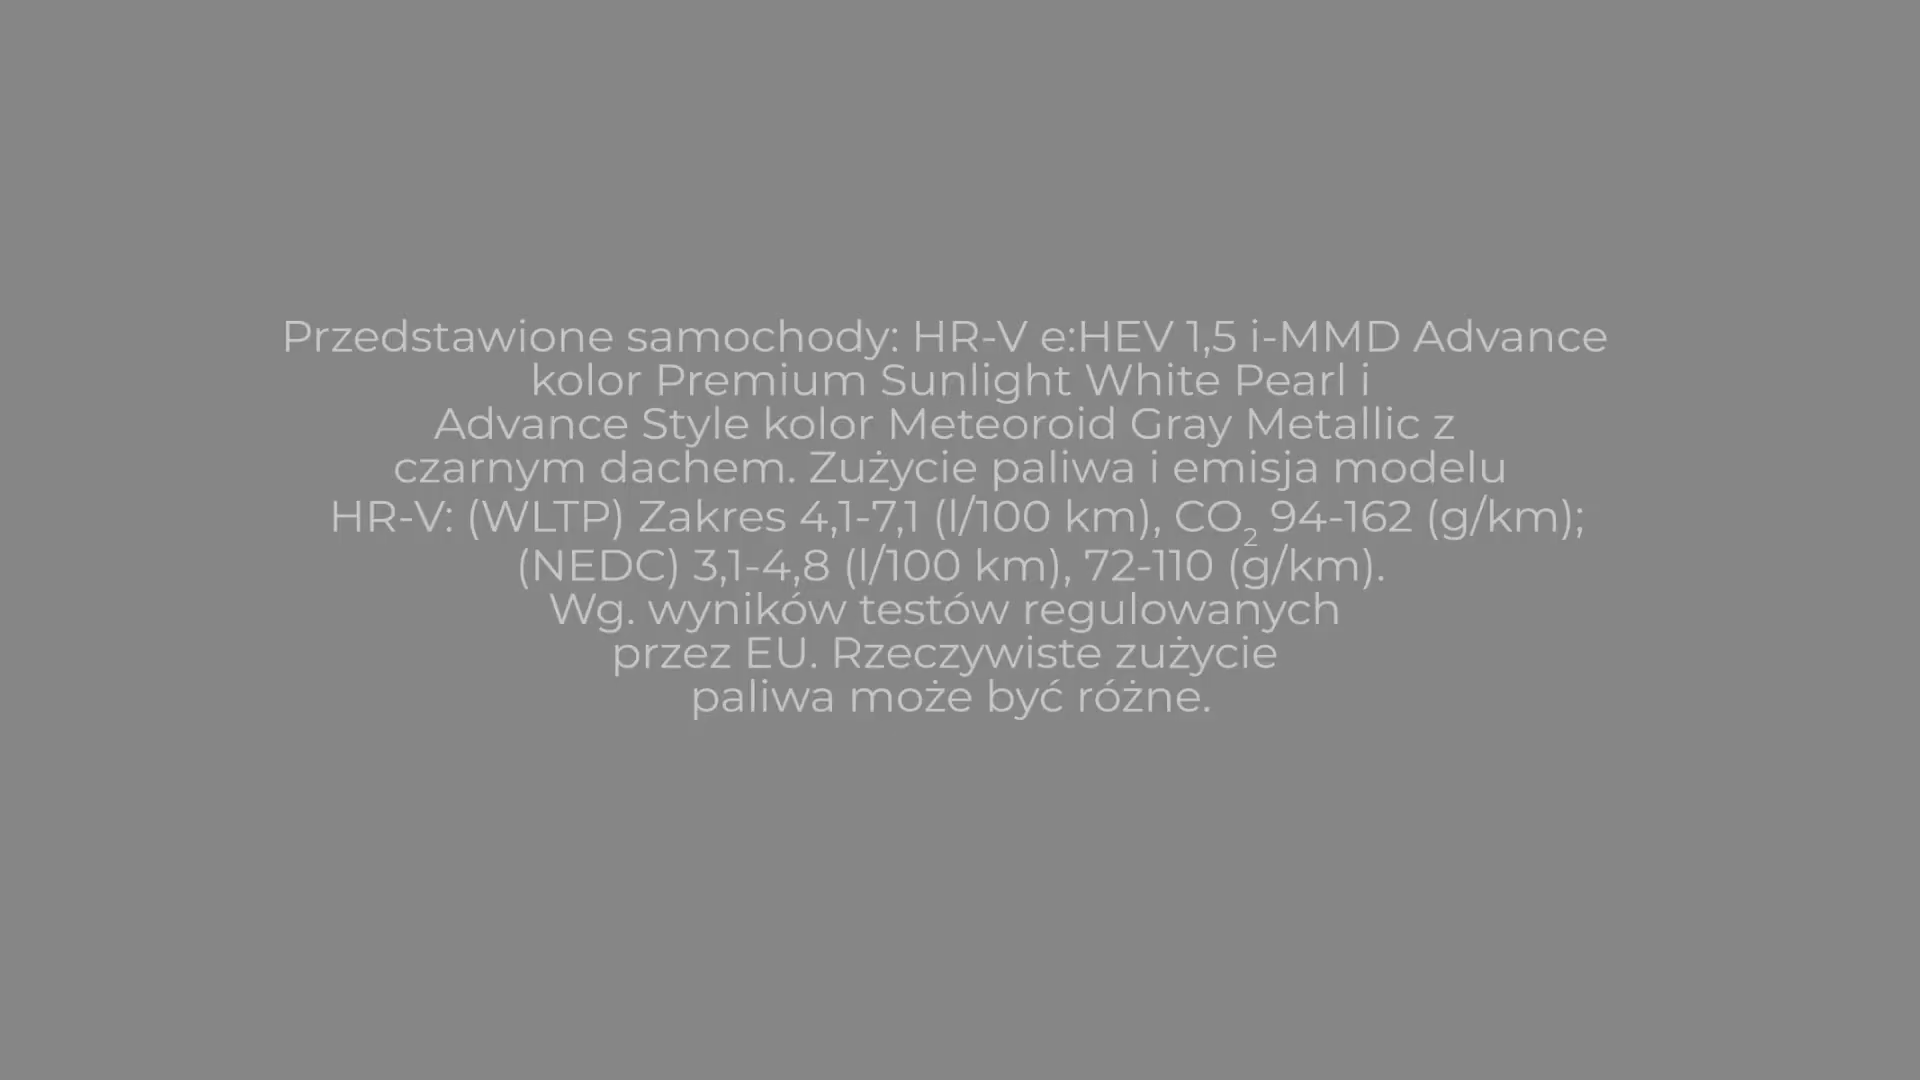 Przedstawione samochody: HR-V e:HEV 1,5 i-MMD Advance
kolor Premium Sunlight White Pearl i
Advance Style kolor Meteoroid Gray Metallic z
czarnym dachem. Zużycie paliwa i emisja modelu
HR-V: (WLTP) Zakres 4,1-7,1 (l/100 km), CO₂ 94-162 (g/km);
(NEDC) 3,1-4,8 (l/100 km), 72-110 (g/km).
Wg. wyników testów regulowanych
przez EU. Rzeczywiste zużycie
paliwa może być różne.